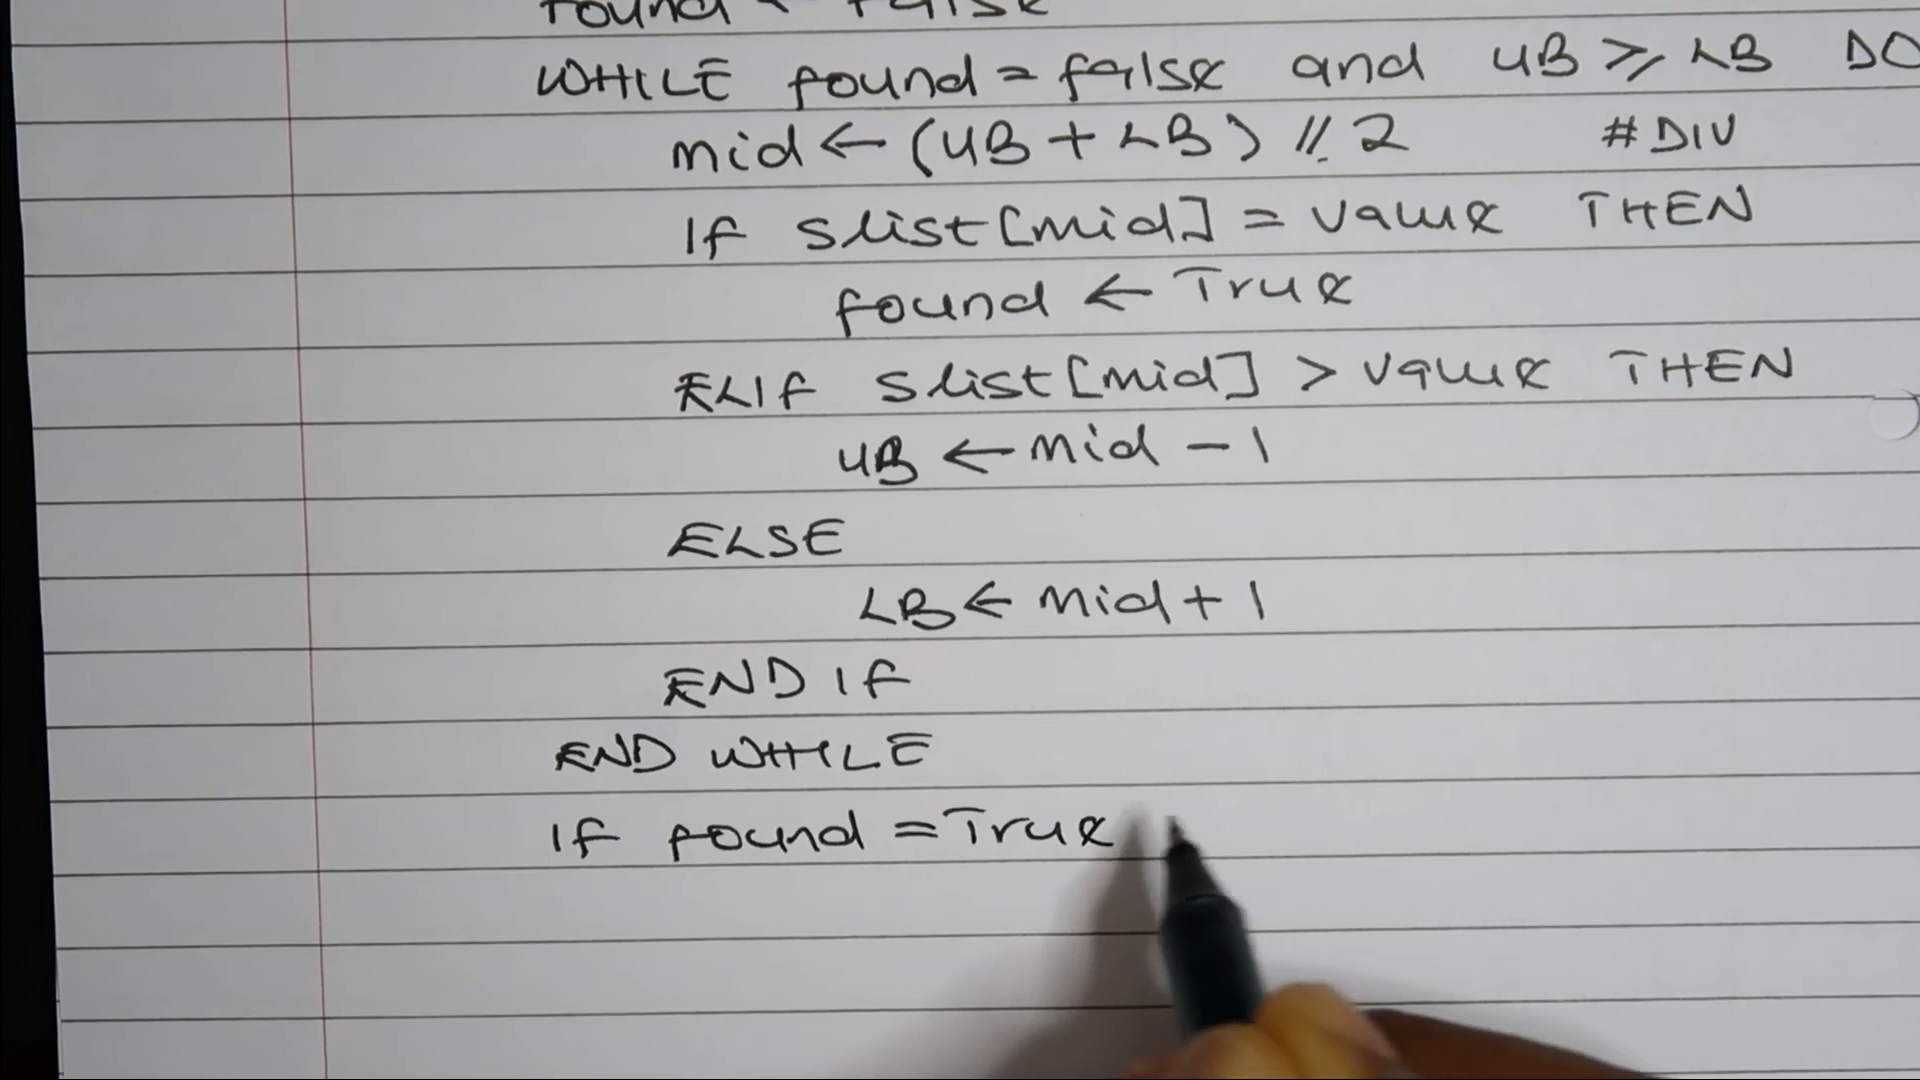 found ← false
WHILE found = false and UB ≥ LB DO
mid ← (UB + LB) // 2 #DIV
If slist[mid] = value THEN
found ← True
ELIF slist[mid] > value THEN
UB ← mid - 1
ELSE
LB ← mid + 1
END IF
END WHILE
If found = True